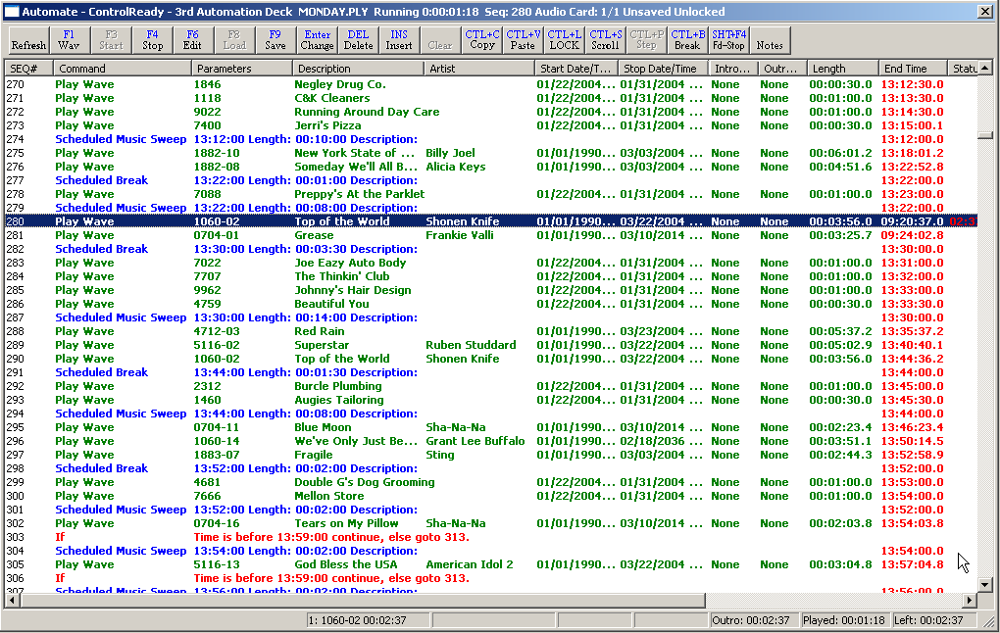 Automate - ControlReady - 3rd Automation Deck MONDAY.PLY Running 0:00:01:18 Seq: 280 Audio Card: 1/1 Unsaved Unlocked
F1 F3 F4 F6 F8 F9 Enter DEL INS CTL+C CTL+V CTL+L CTL+S CTL+P CTL+B SHT+F4
Refresh Wav Start Stop Edit Load Save Change Delete Insert Clear Copy Paste LOCK Scroll Step Break Fd-Stop Notes
SEQ# Command Parameters Description Artist Start Date/T... Stop Date/Time Intro... Outr... Length End Time Statu
270 Play Wave 1846 Negley Drug Co. 01/22/2004... 01/31/2004 ... None None 00:00:30.0 13:12:30.0
271 Play Wave 1118 C&K Cleaners 01/22/2004... 01/31/2004 ... None None 00:01:00.0 13:13:30.0
272 Play Wave 9022 Running Around Day Care 01/22/2004... 01/31/2004 ... None None 00:01:00.0 13:14:30.0
273 Play Wave 7400 Jerri's Pizza 01/22/2004... 01/31/2004 ... None None 00:00:30.0 13:15:00.1
274 Scheduled Music Sweep 13:12:00 Length: 00:10:00 Description: 13:12:00.0
275 Play Wave 1882-10 New York State of ... Billy Joel 01/01/1990... 03/03/2004 ... None None 00:06:01.2 13:18:01.2
276 Play Wave 1882-08 Someday We'll All B... Alicia Keys 01/01/1990... 03/03/2004 ... None None 00:04:51.6 13:22:52.8
277 Scheduled Break 13:22:00 Length: 00:01:00 Description: 13:22:00.0
278 Play Wave 7088 Preppy's At the Parklet 01/22/2004... 01/31/2004 ... None None 00:01:00.0 13:23:00.0
279 Scheduled Music Sweep 13:22:00 Length: 00:08:00 Description: 13:22:00.0
280 Play Wave 1060-02 Top of the World Shonen Knife 01/01/1990... 03/22/2004 ... None None 00:03:56.0 09:20:37.0
281 Play Wave 0704-01 Grease Frankie Valli 01/01/1990... 03/10/2014 ... None None 00:03:25.7 09:24:02.8
282 Scheduled Break 13:30:00 Length: 00:03:30 Description: 13:30:00.0
283 Play Wave 7022 Joe Eazy Auto Body 01/22/2004... 01/31/2004 ... None None 00:01:00.0 13:31:00.0
284 Play Wave 7707 The Thinkin' Club 01/22/2004... 01/31/2004 ... None None 00:01:00.0 13:32:00.0
285 Play Wave 9962 Johnny's Hair Design 01/22/2004... 01/31/2004 ... None None 00:01:00.0 13:33:00.0
286 Play Wave 4759 Beautiful You 01/22/2004... 01/31/2004 ... None None 00:00:30.0 13:33:30.0
287 Scheduled Music Sweep 13:30:00 Length: 00:14:00 Description: 13:30:00.0
288 Play Wave 4712-03 Red Rain 01/01/1990... 03/23/2004 ... None None 00:05:37.2 13:35:37.2
289 Play Wave 5116-02 Superstar Ruben Studdard 01/01/1990... 03/22/2004 ... None None 00:05:02.9 13:40:40.1
290 Play Wave 1060-02 Top of the World Shonen Knife 01/01/1990... 03/22/2004 ... None None 00:03:56.0 13:44:36.2
291 Scheduled Break 13:44:00 Length: 00:01:30 Description: 13:44:00.0
292 Play Wave 2312 Burcle Plumbing 01/22/2004... 01/31/2004 ... None None 00:01:00.0 13:45:00.0
293 Play Wave 1460 Augies Tailoring 01/22/2004... 01/31/2004 ... None None 00:00:30.0 13:45:30.0
294 Scheduled Music Sweep 13:44:00 Length: 00:08:00 Description: 13:44:00.0
295 Play Wave 0704-11 Blue Moon Sha-Na-Na 01/01/1990... 03/10/2014 ... None None 00:02:23.4 13:46:23.4
296 Play Wave 1060-14 We've Only Just Be... Grant Lee Buffalo 01/01/1990... 02/18/2036 ... None None 00:03:51.1 13:50:14.5
297 Play Wave 1883-07 Fragile Sting 01/01/1990... 03/03/2004 ... None None 00:02:44.3 13:52:58.9
298 Scheduled Break 13:52:00 Length: 00:02:00 Description: 13:52:00.0
299 Play Wave 4681 Double G's Dog Grooming 01/22/2004... 01/31/2004 ... None None 00:01:00.0 13:53:00.0
300 Play Wave 7666 Mellon Store 01/22/2004... 01/31/2004 ... None None 00:01:00.0 13:54:00.0
301 Scheduled Music Sweep 13:52:00 Length: 00:02:00 Description: 13:52:00.0
302 Play Wave 0704-16 Tears on My Pillow Sha-Na-Na 01/01/1990... 03/10/2014 ... None None 00:02:03.8 13:54:03.8
303 If Time is before 13:59:00 continue, else goto 313.
304 Scheduled Music Sweep 13:54:00 Length: 00:02:00 Description: 13:54:00.0
305 Play Wave 5116-13 God Bless the USA American Idol 2 01/01/1990... 03/22/2004 ... None None 00:03:04.8 13:57:04.8
306 If Time is before 13:59:00 continue, else goto 313.
307 Scheduled Music Sweep 13:56:00 Length: 00:02:00 Description: 13:56:00.0
1: 1060-02 00:02:37 Outro: 00:02:37 Played: 00:01:18 Left: 00:02:37